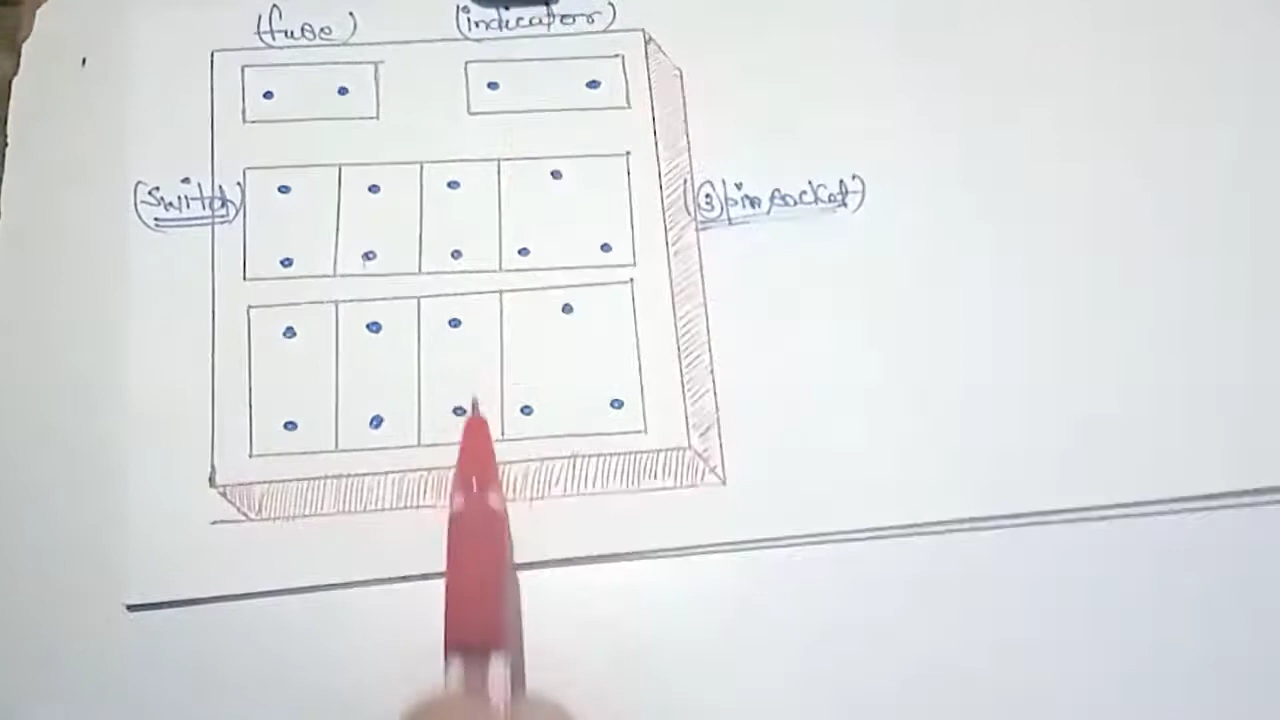 (fuse)
(indicator)
(Switch)
(3 pin socket)